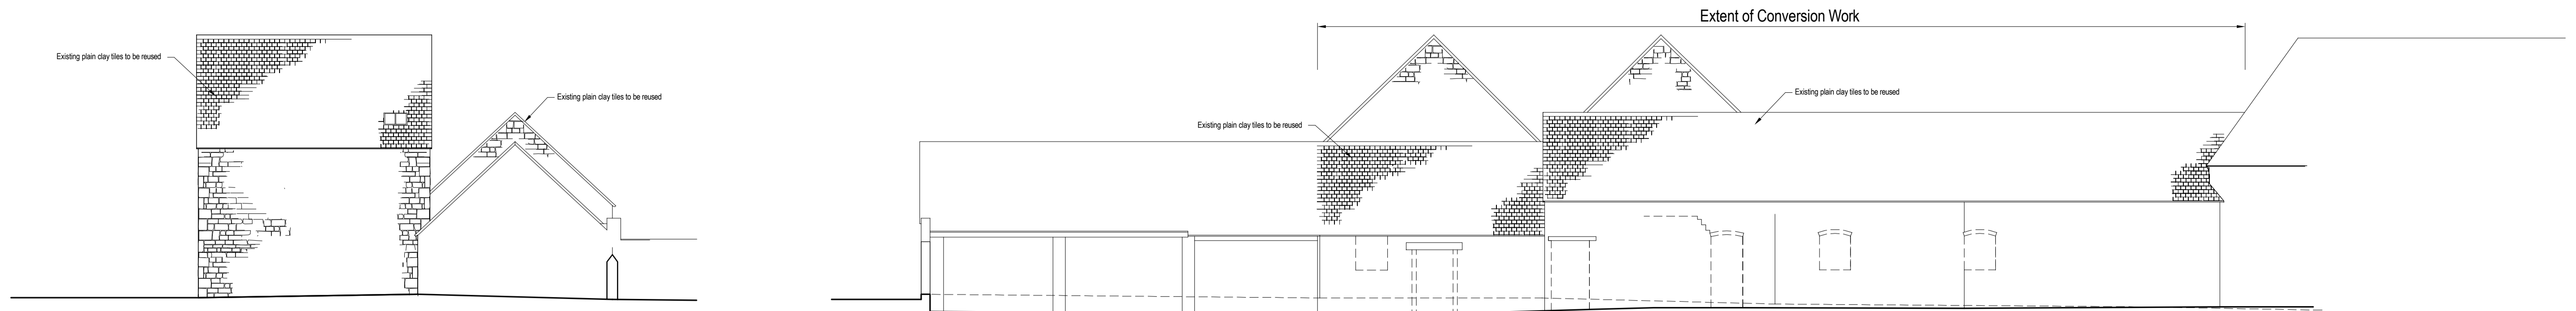 Extent of Conversion Work
Existing plain clay tiles to be reused
Existing plain clay tiles to be reused
Existing plain clay tiles to be reused
Existing plain clay tiles to be reused